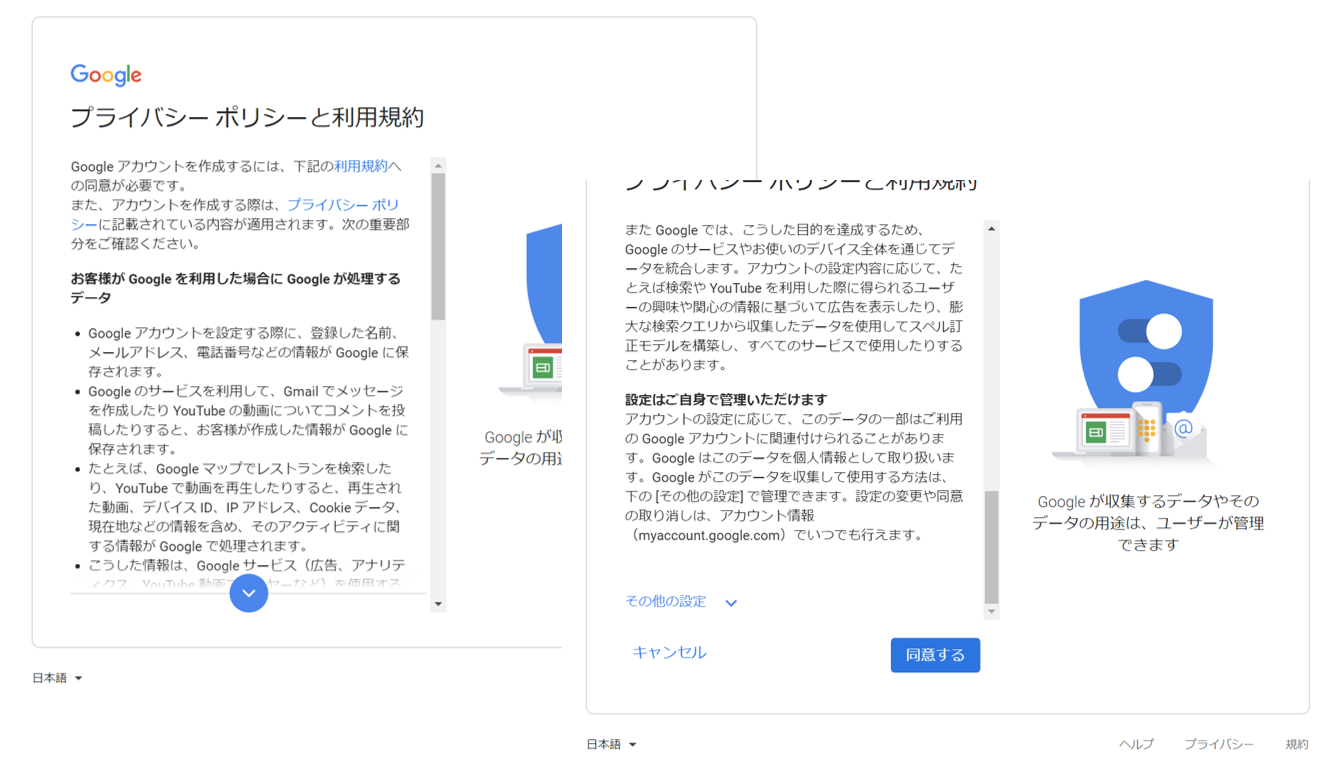 Google
プライバシー ポリシーと利用規約
Google アカウントを作成するには、下記の利用規約へ
の同意が必要です。
また、アカウントを作成する際は、プライバシー ポリ
シーに記載されている内容が適用されます。次の重要部
分をご確認ください。
お客様が Google を利用した場合に Google が処理する
データ
• Google アカウントを設定する際に、登録した名前、
メールアドレス、電話番号などの情報が Google に保
存されます。
• Google のサービスを利用して、Gmail でメッセージ
を作成したり YouTube の動画についてコメントを投
稿したりすると、お客様が作成した情報が Google に
保存されます。
• たとえば、Google マップでレストランを検索した
り、YouTube で動画を再生したりすると、再生され
た動画、デバイス ID、IP アドレス、Cookie データ、
現在地などの情報を含め、そのアクティビティに関
する情報が Google で処理されます。
• こうした情報は、Google サービス（広告、アナリテ
ィクス、YouTube 動画 ヤーなど）を使用する
Google が
データの用
日本語
プライバシー ポリシーと利用規約
また Google では、こうした目的を達成するため、
Google のサービスやお使いのデバイス全体を通じてデ
ータを統合します。アカウントの設定内容に応じて、た
とえば検索や YouTube を利用した際に得られるユーザ
ーの興味や関心の情報に基づいて広告を表示したり、膨
大な検索クエリから収集したデータを使用してスペル訂
正モデルを構築し、すべてのサービスで使用したりする
ことがあります。
設定はご自身で管理いただけます
アカウントの設定に応じて、このデータの一部はご利用
の Google アカウントに関連付けられることがありま
す。Google はこのデータを個人情報として取り扱いま
す。Google がこのデータを収集して使用する方法は、
下の [その他の設定] で管理できます。設定の変更や同意
の取り消しは、アカウント情報
（myaccount.google.com）でいつでも行えます。
その他の設定
キャンセル
同意する
@
Google が収集するデータやその
データの用途は、ユーザーが管理
できます
日本語
ヘルプ
プライバシー
規約